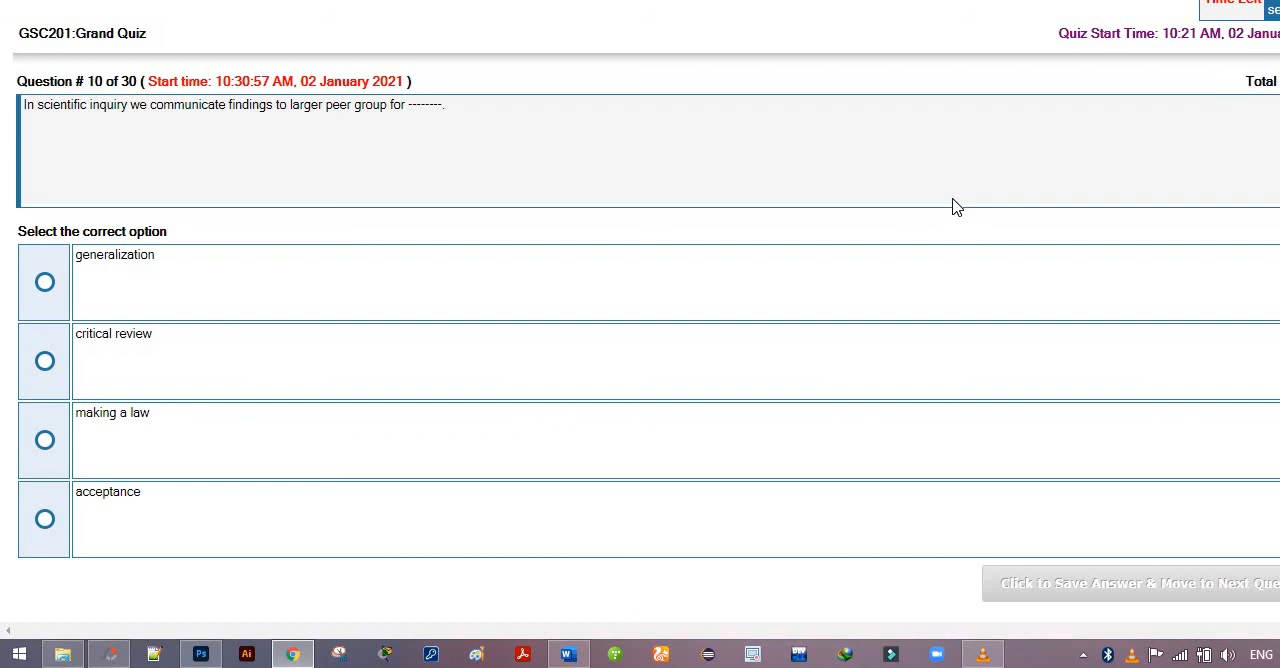 GSC201:Grand Quiz
Quiz Start Time: 10:21 AM, 02
Question # 10 of 30 ( Start time: 10:30:57 AM, 02 January 2021 )
Total
In scientific inquiry we communicate findings to larger peer group for --------.
Select the correct option
generalization
critical review
making a law
acceptance
Click to Save Answer & Move to Next
Ps
Ai
ENG